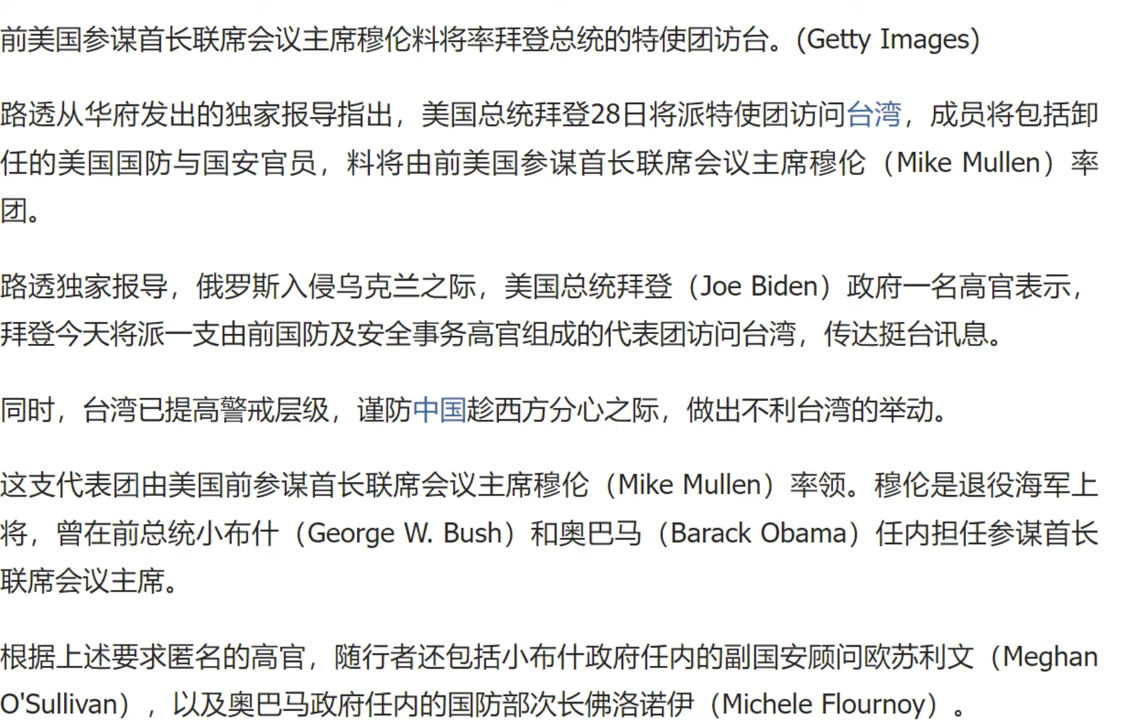 前美国参谋首长联席会议主席穆伦料将率拜登总统的特使团访台。(Getty Images)
路透从华府发出的独家报导指出，美国总统拜登28日将派特使团访问台湾，成员将包括卸
任的美国国防与国安官员，料将由前美国参谋首长联席会议主席穆伦（Mike Mullen）率
团。
路透独家报导，俄罗斯入侵乌克兰之际，美国总统拜登（Joe Biden）政府一名高官表示，
拜登今天将派一支由前国防及安全事务高官组成的代表团访问台湾，传达挺台讯息。
同时，台湾已提高警戒层级，谨防中国趁西方分心之际，做出不利台湾的举动。
这支代表团由美国前参谋首长联席会议主席穆伦（Mike Mullen）率领。穆伦是退役海军上
将，曾在前总统小布什（George W. Bush）和奥巴马（Barack Obama）任内担任参谋首长
联席会议主席。
根据上述要求匿名的高官，随行者还包括小布什政府任内的副国安顾问欧苏利文（Meghan
O'Sullivan），以及奥巴马政府任内的国防部次长佛洛诺伊（Michele Flournoy）。